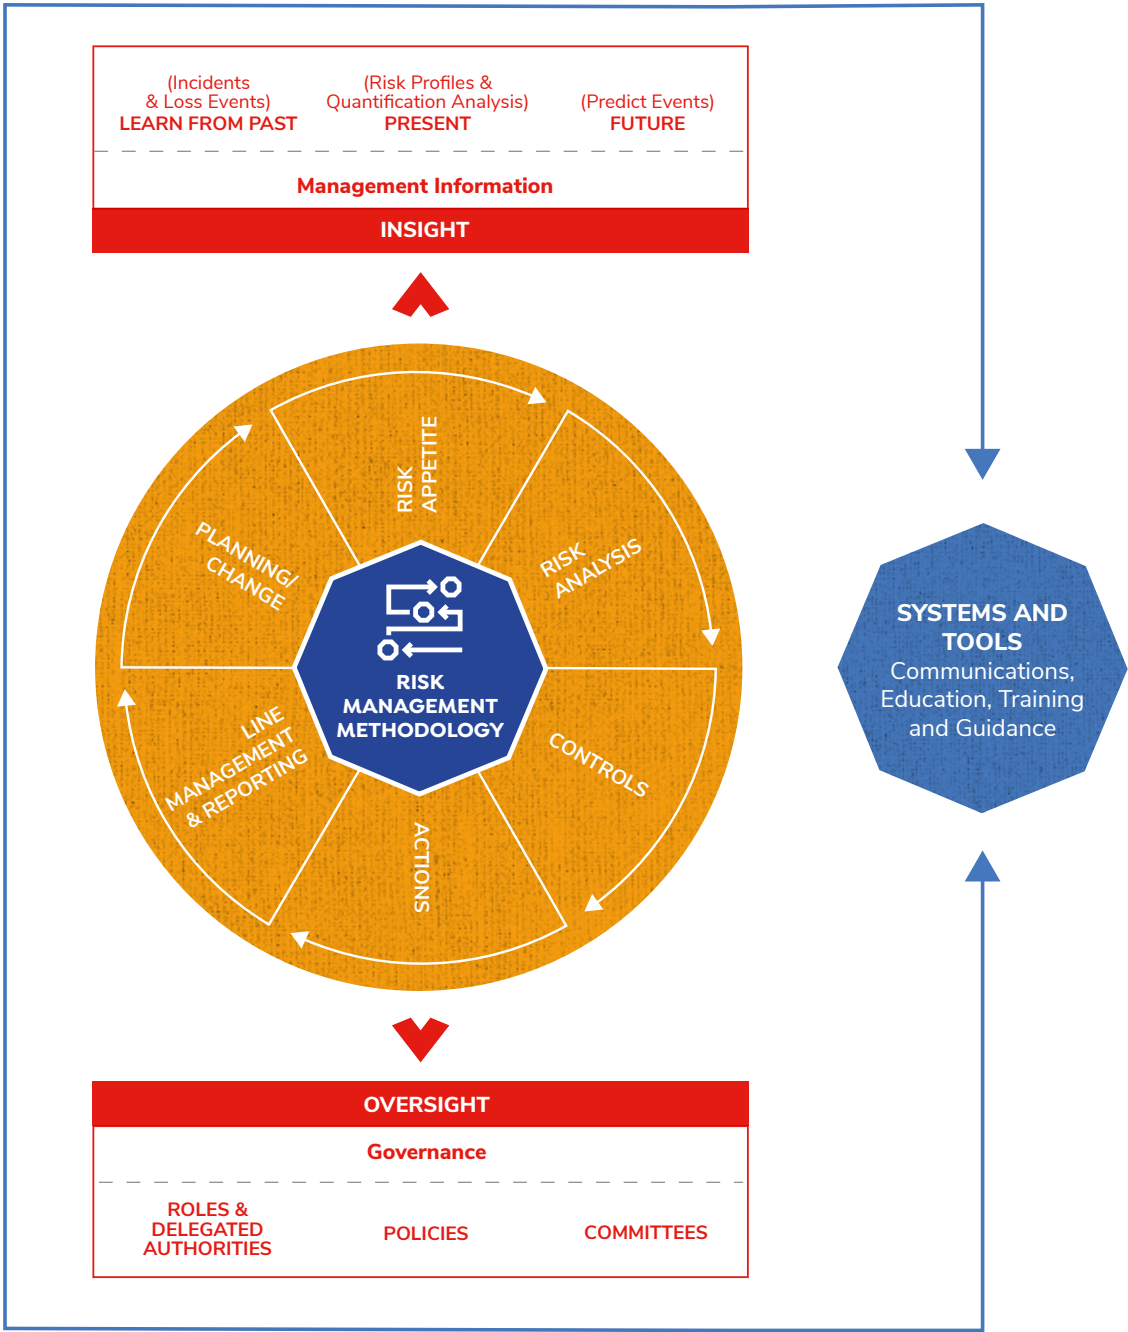 (Incidents
& Loss Events)
LEARN FROM PAST
(Risk Profiles &
Quantification Analysis)
PRESENT
(Predict Events)
FUTURE
Management Information
INSIGHT
RISK
APPETITE
RISK
ANALYSIS
CONTROLS
ACTIONS
LINE
MANAGEMENT
& REPORTING
PLANNING/
CHANGE
RISK
MANAGEMENT
METHODOLOGY
SYSTEMS AND
TOOLS
Communications,
Education, Training
and Guidance
OVERSIGHT
Governance
ROLES &
DELEGATED
AUTHORITIES
POLICIES
COMMITTEES